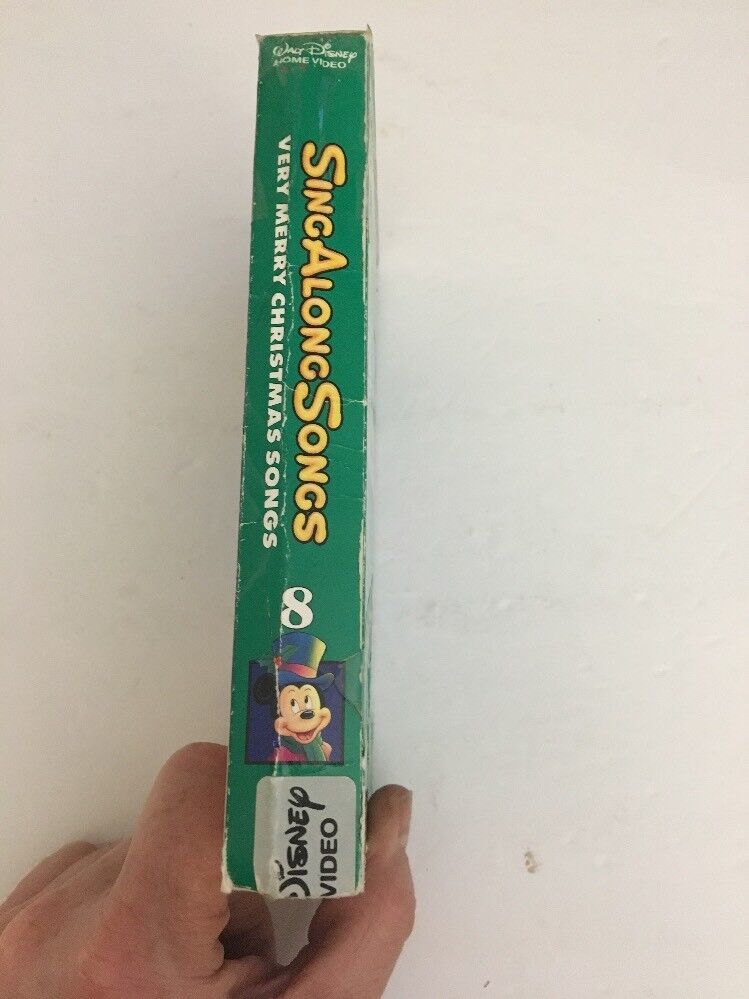 WALT DISNEY
HOME VIDEO
SING ALONG SONGS
VERY MERRY CHRISTMAS SONGS
8
DISNEY
VIDEO